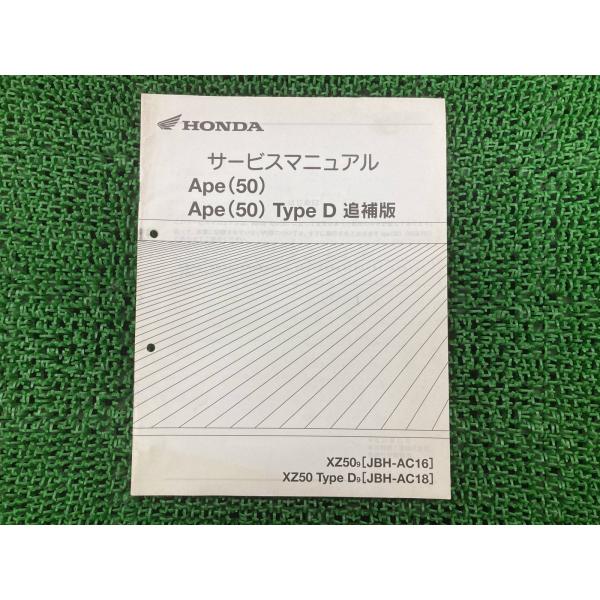 HONDA
サービスマニュアル
Ape(50)
Ape(50) Type D 追補版
XZ509[JBH-AC16]
XZ50 Type D9[JBH-AC18]